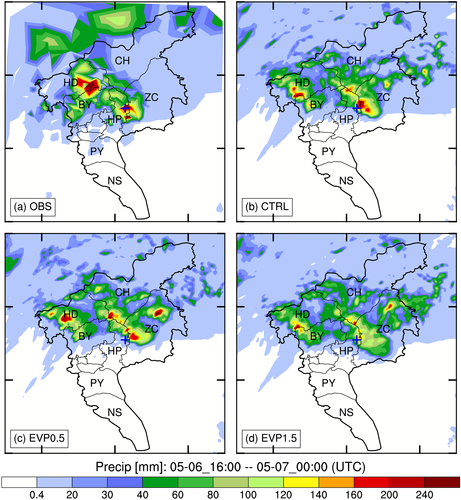 CH
HD
BY
ZC
HP
PY
NS
(a) OBS
CH
HD
BY
ZC
HP
PY
NS
(b) CTRL
CH
HD
ZC
BY
HP
PY
NS
(c) EVP0.5
CH
HD
ZC
BY
HP
PY
NS
(d) EVP1.5
Precip [mm]: 05-06_16:00 -- 05-07_00:00 (UTC)
0.4 20 30 40 60 80 100 120 140 160 200 240